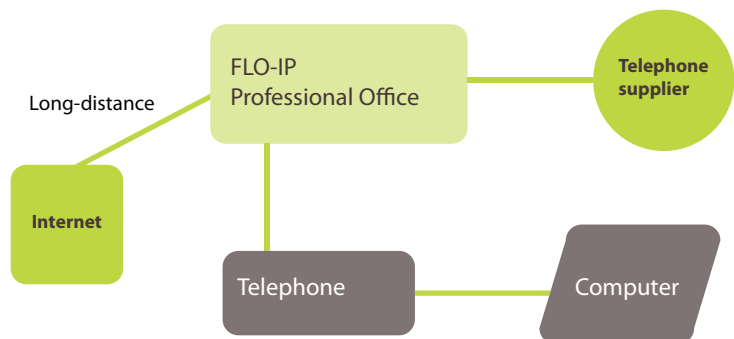 FLO-IP
Professional Office
Telephone
supplier
Long-distance
Internet
Telephone
Computer